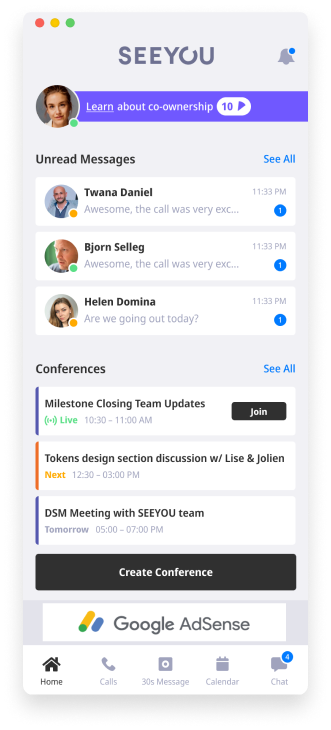 SEEYOU
Learn about co-ownership 10
Unread Messages See All
Twana Daniel 11:33 PM
Awesome, the call was very exc... 1
Bjorn Selleg 11:33 PM
Awesome, the call was very exc... 1
Helen Domina 11:33 PM
Are we going out today? 1
Conferences See All
Milestone Closing Team Updates
Live 10:30 – 11:00 AM
Join
Tokens design section discussion w/ Lise & Jolien
Next 12:30 – 03:00 PM
DSM Meeting with SEEYOU team
Tomorrow 05:00 – 07:00 PM
Create Conference
Google AdSense
4
Home Calls 30s Message Calendar Chat